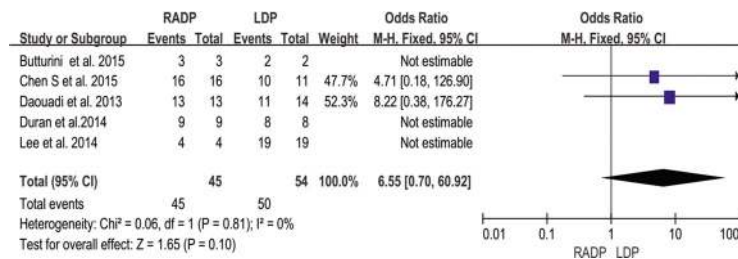 RADP LDP Odds Ratio Odds Ratio
Study or Subgroup Events Total Events Total Weight M-H, Fixed, 95% CI M-H, Fixed, 95% CI
Butturini et al. 2015 3 3 2 2 Not estimable
Chen S et al. 2015 16 16 10 11 47.7% 4.71 [0.18, 126.90]
Daouadi et al. 2013 13 13 11 14 52.3% 8.22 [0.38, 176.27]
Duran et al.2014 9 9 8 8 Not estimable
Lee et al. 2014 4 4 19 19 Not estimable
Total (95% CI) 45 54 100.0% 6.55 [0.70, 60.92]
Total events 45 50
Heterogeneity: Chi² = 0.06, df = 1 (P = 0.81); I² = 0%
Test for overall effect: Z = 1.65 (P = 0.10)
0.01 0.1 1 10 100
RADP LDP